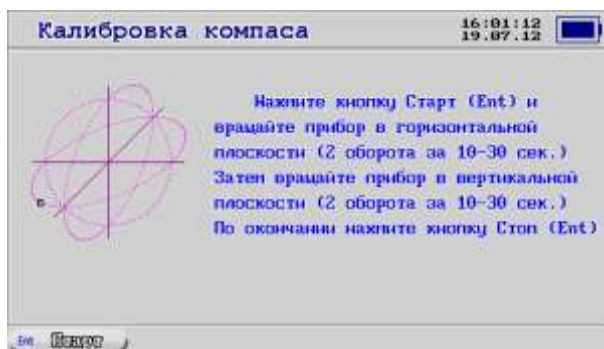 Калибровка компаса
16:01:12
19.07.12
Нажмите кнопку Старт (Ent) и
вращайте прибор в горизонтальной
плоскости (2 оборота за 10-30 сек.)
Затем вращайте прибор в вертикальной
плоскости (2 оборота за 10-30 сек.)
По окончании нажмите кнопку Стоп (Ent)
Ent